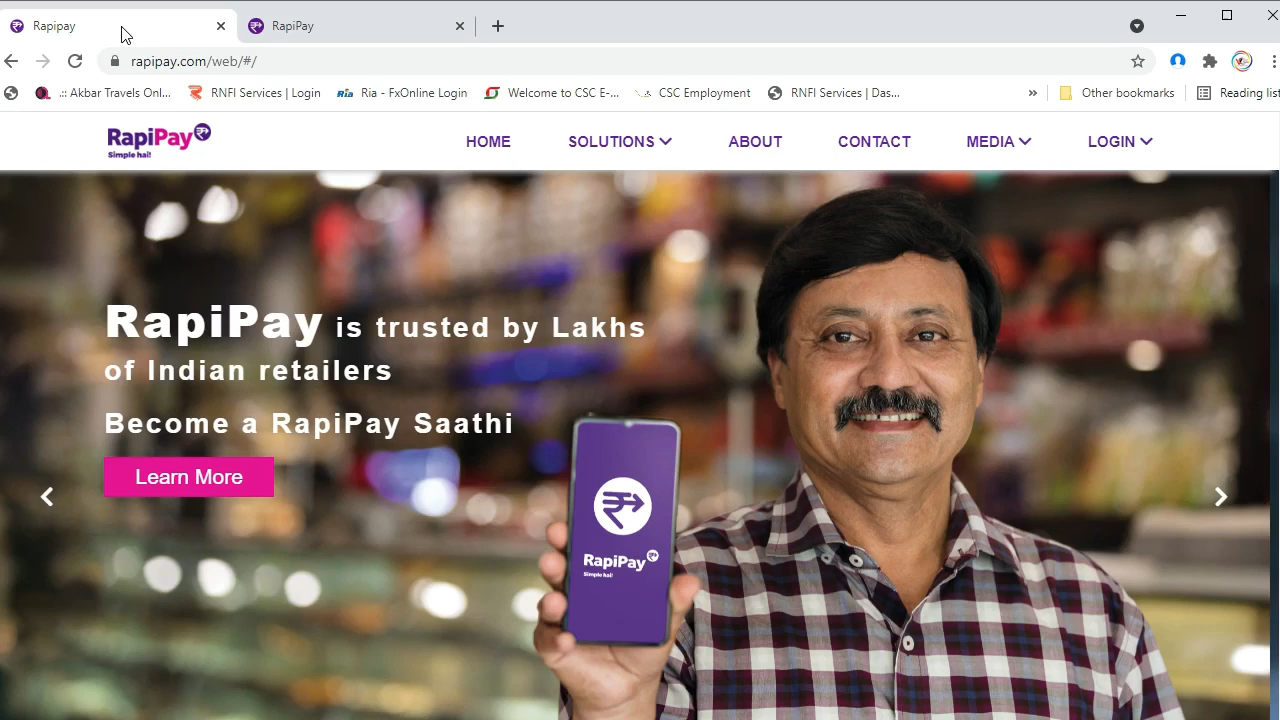 Rapipay
RapiPay
rapipay.com/web/#/
.:: Akbar Travels Onl...
RNFI Services | Login
Ria
Ria - FxOnline Login
Welcome to CSC E-...
CSC Employment
RNFI Services | Das...
»
Other bookmarks
Reading list
RapiPay
Simple hai!
HOME
SOLUTIONS
ABOUT
CONTACT
MEDIA
LOGIN
RapiPay is trusted by Lakhs
of Indian retailers
Become a RapiPay Saathi
Learn More
RapiPay
Simple hai!